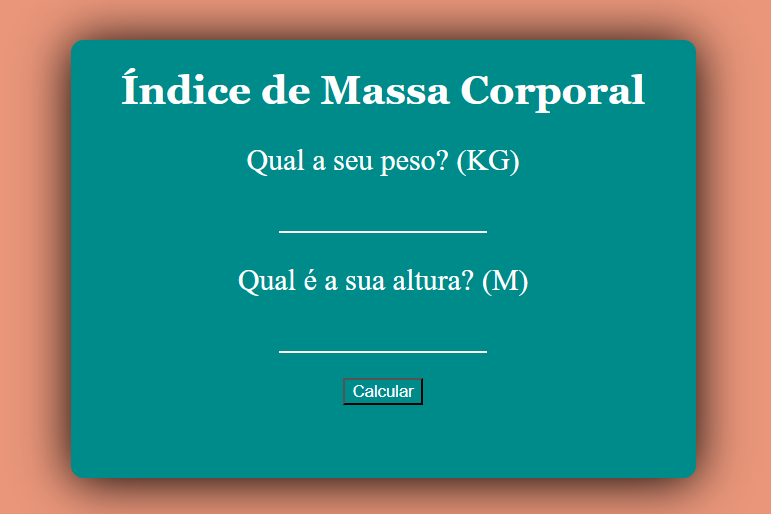 Índice de Massa Corporal
Qual a seu peso? (KG)
Qual é a sua altura? (M)
Calcular